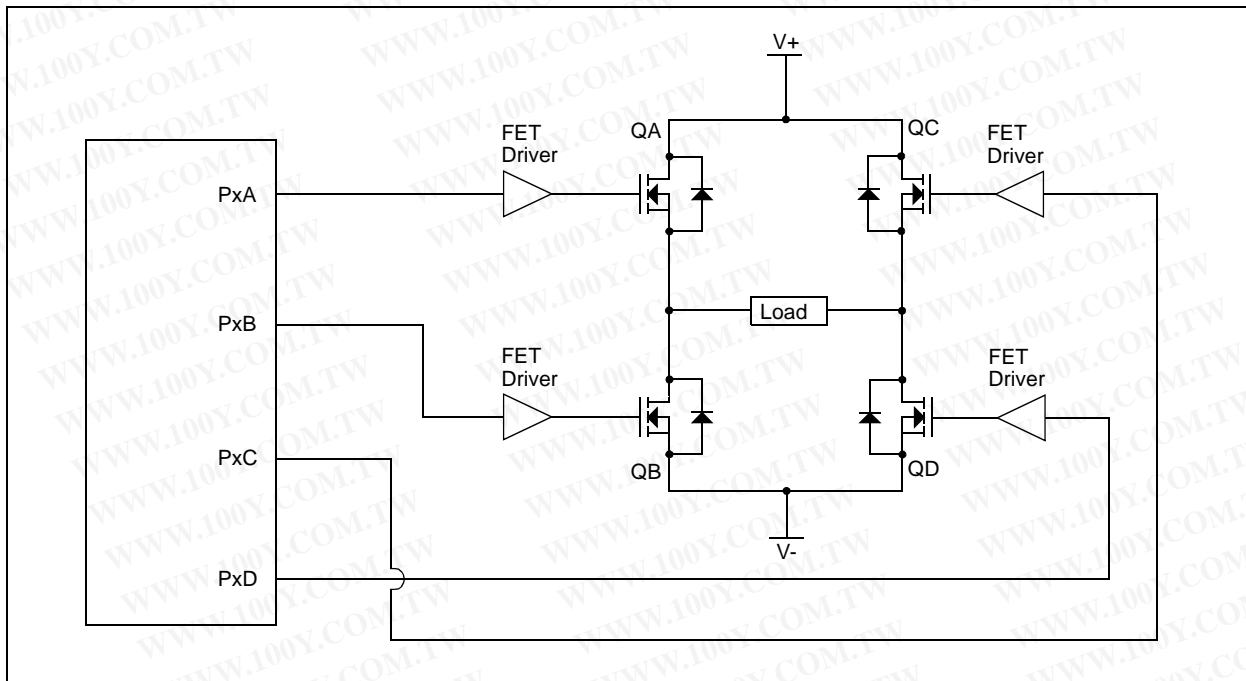 V+
QA
QC
FET
Driver
FET
Driver
PxA
PxB
Load
FET
Driver
FET
Driver
PxC
QB
QD
V-
PxD
WWW.100Y.COM.TW